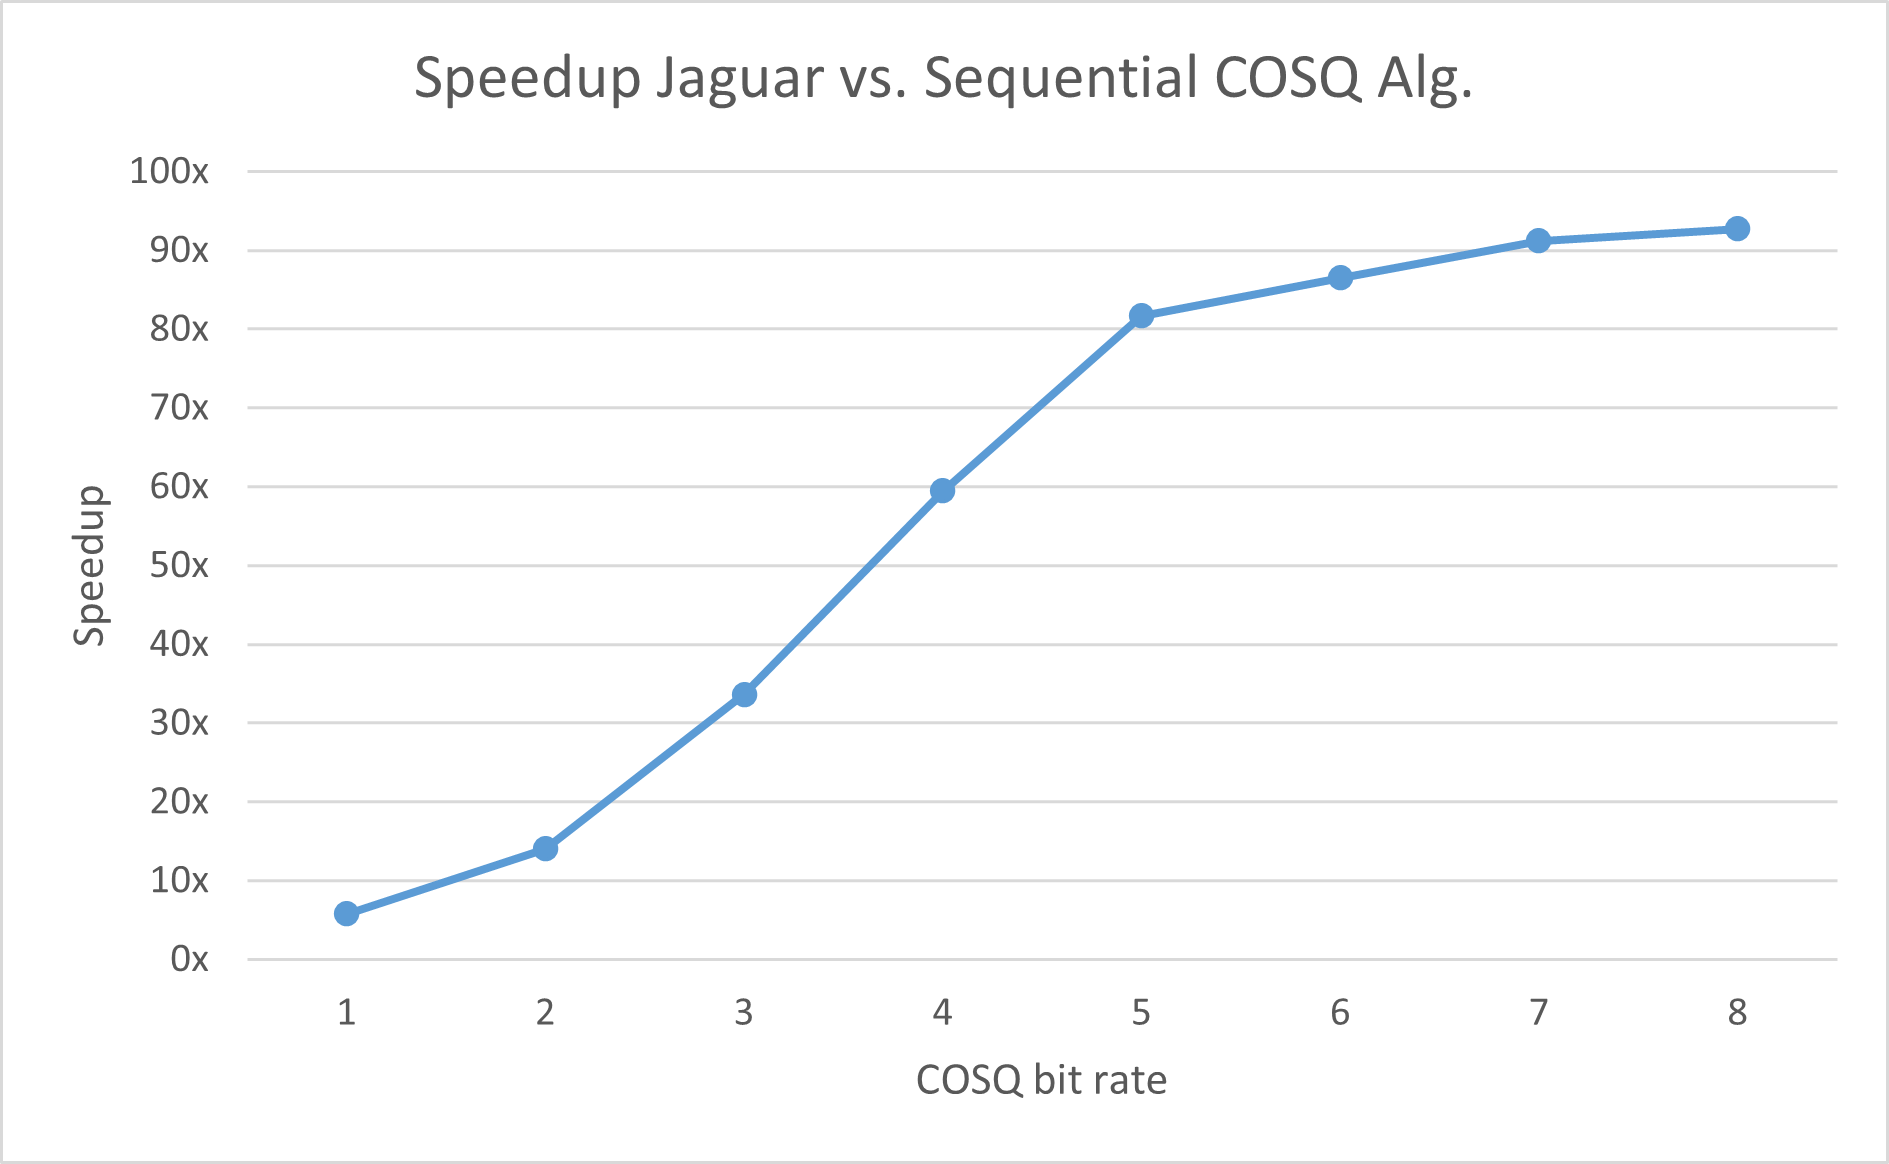 Speedup Jaguar vs. Sequential COSQ Alg.
100x
90x
80x
70x
60x
50x
40x
30x
20x
10x
0x
Speedup
1 2 3 4 5 6 7 8
COSQ bit rate